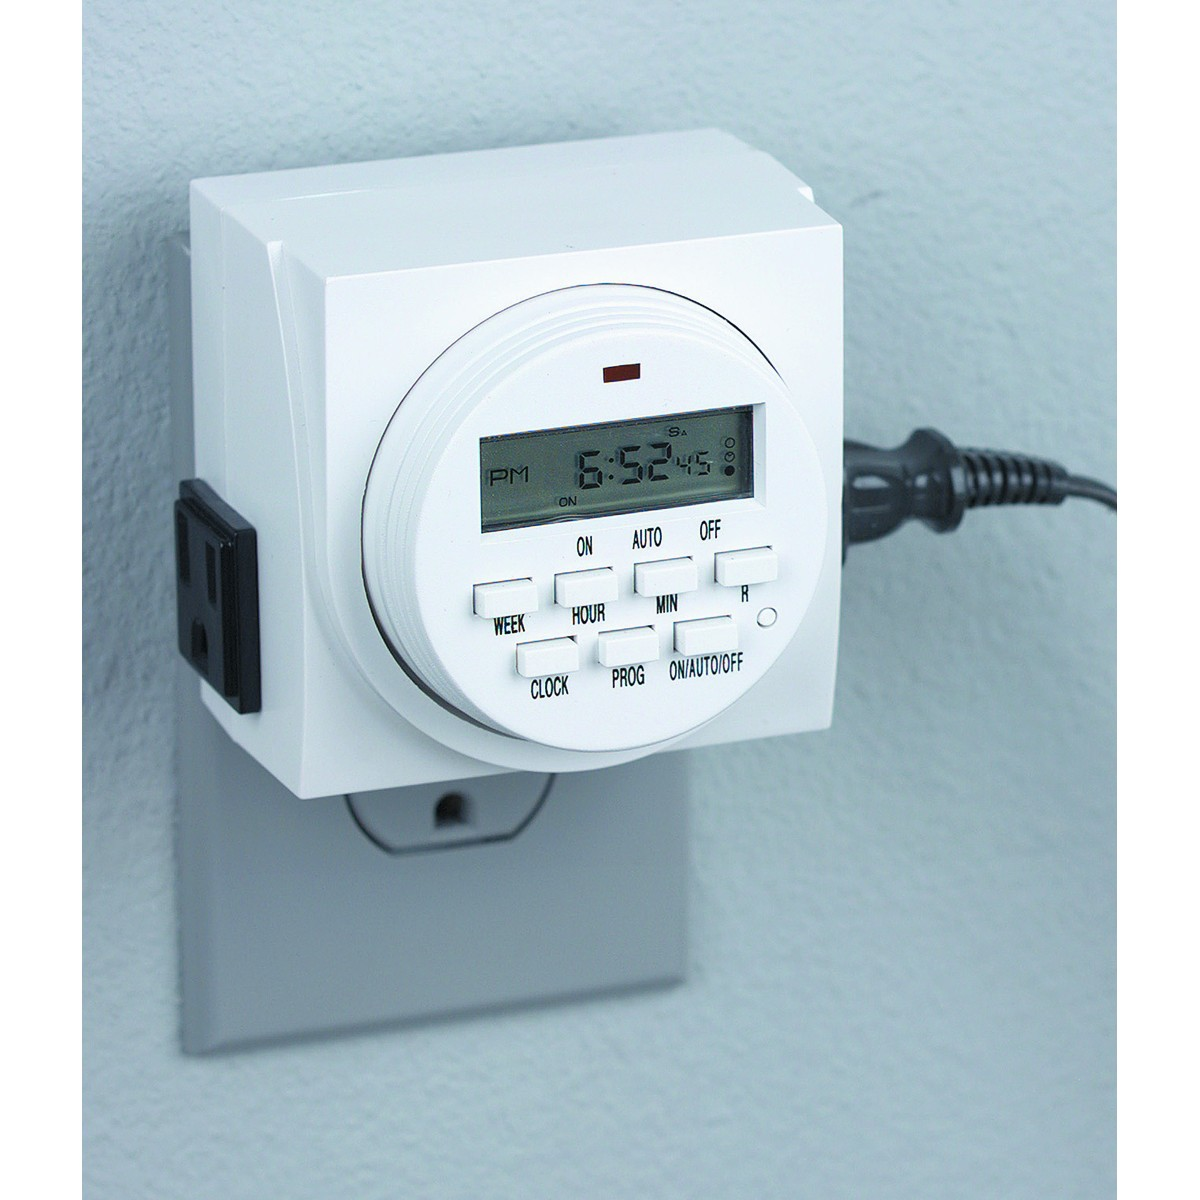 SA
PM 6:52 45
ON
ON AUTO OFF
WEEK HOUR MIN R
CLOCK PROG ON/AUTO/OFF